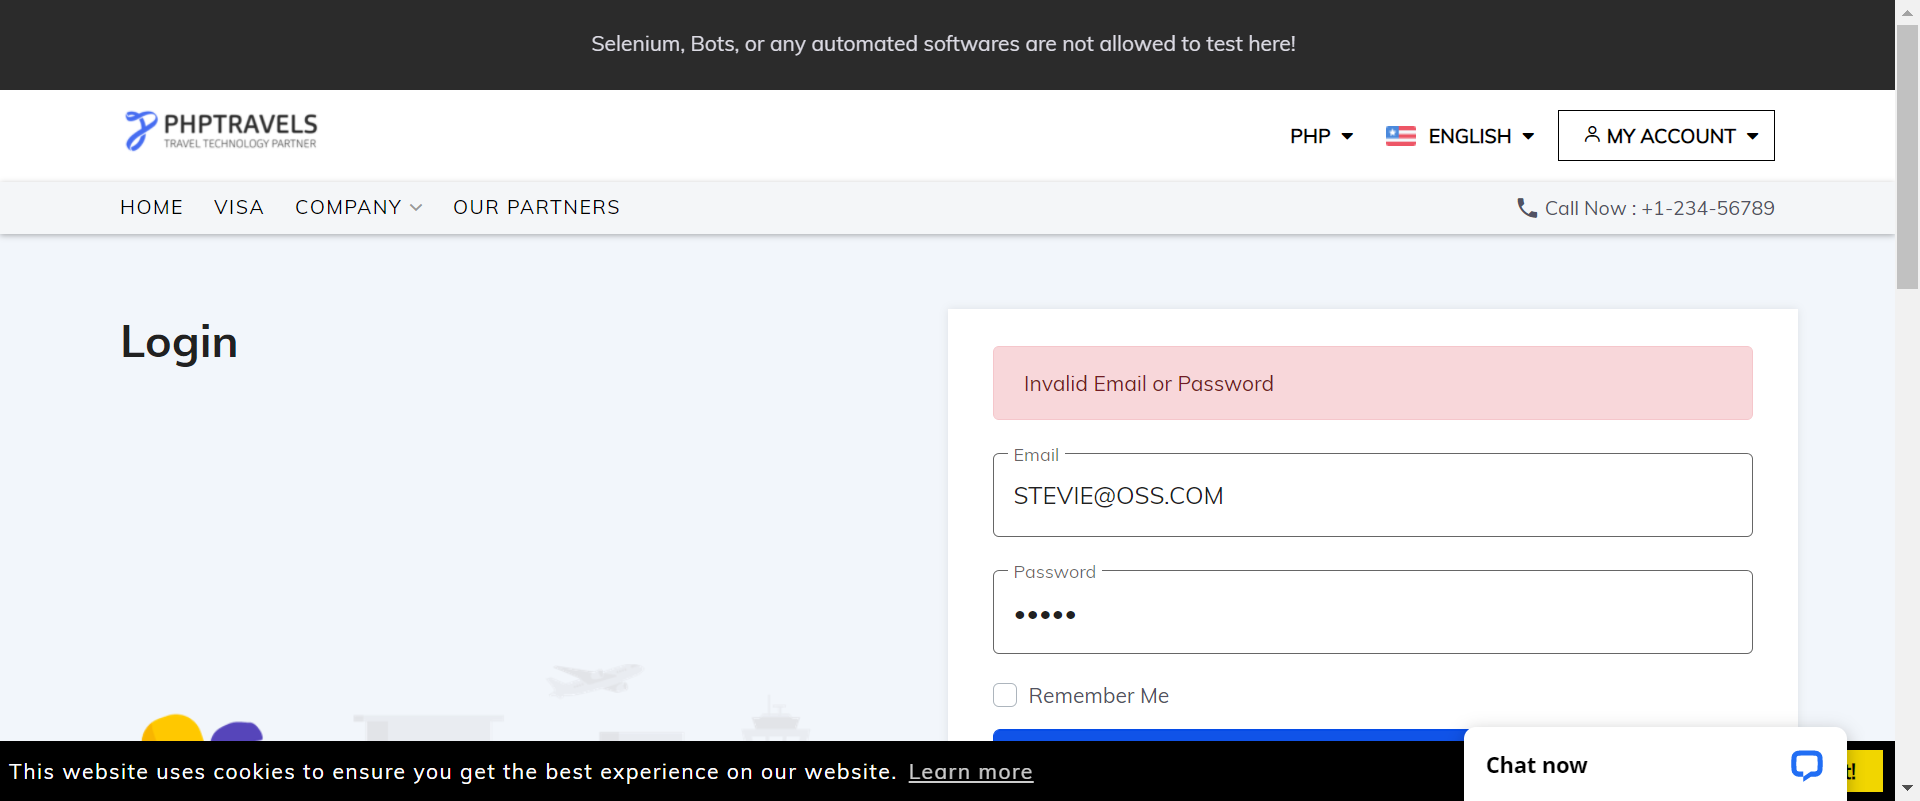 Selenium, Bots, or any automated softwares are not allowed to test here!
PHPTRAVELS
TRAVEL TECHNOLOGY PARTNER
PHP
ENGLISH
MY ACCOUNT
HOME
VISA
COMPANY
OUR PARTNERS
Call Now : +1-234-56789
Login
Invalid Email or Password
Email
STEVIE@OSS.COM
Password
•••••
Remember Me
This website uses cookies to ensure you get the best experience on our website. Learn more
Chat now